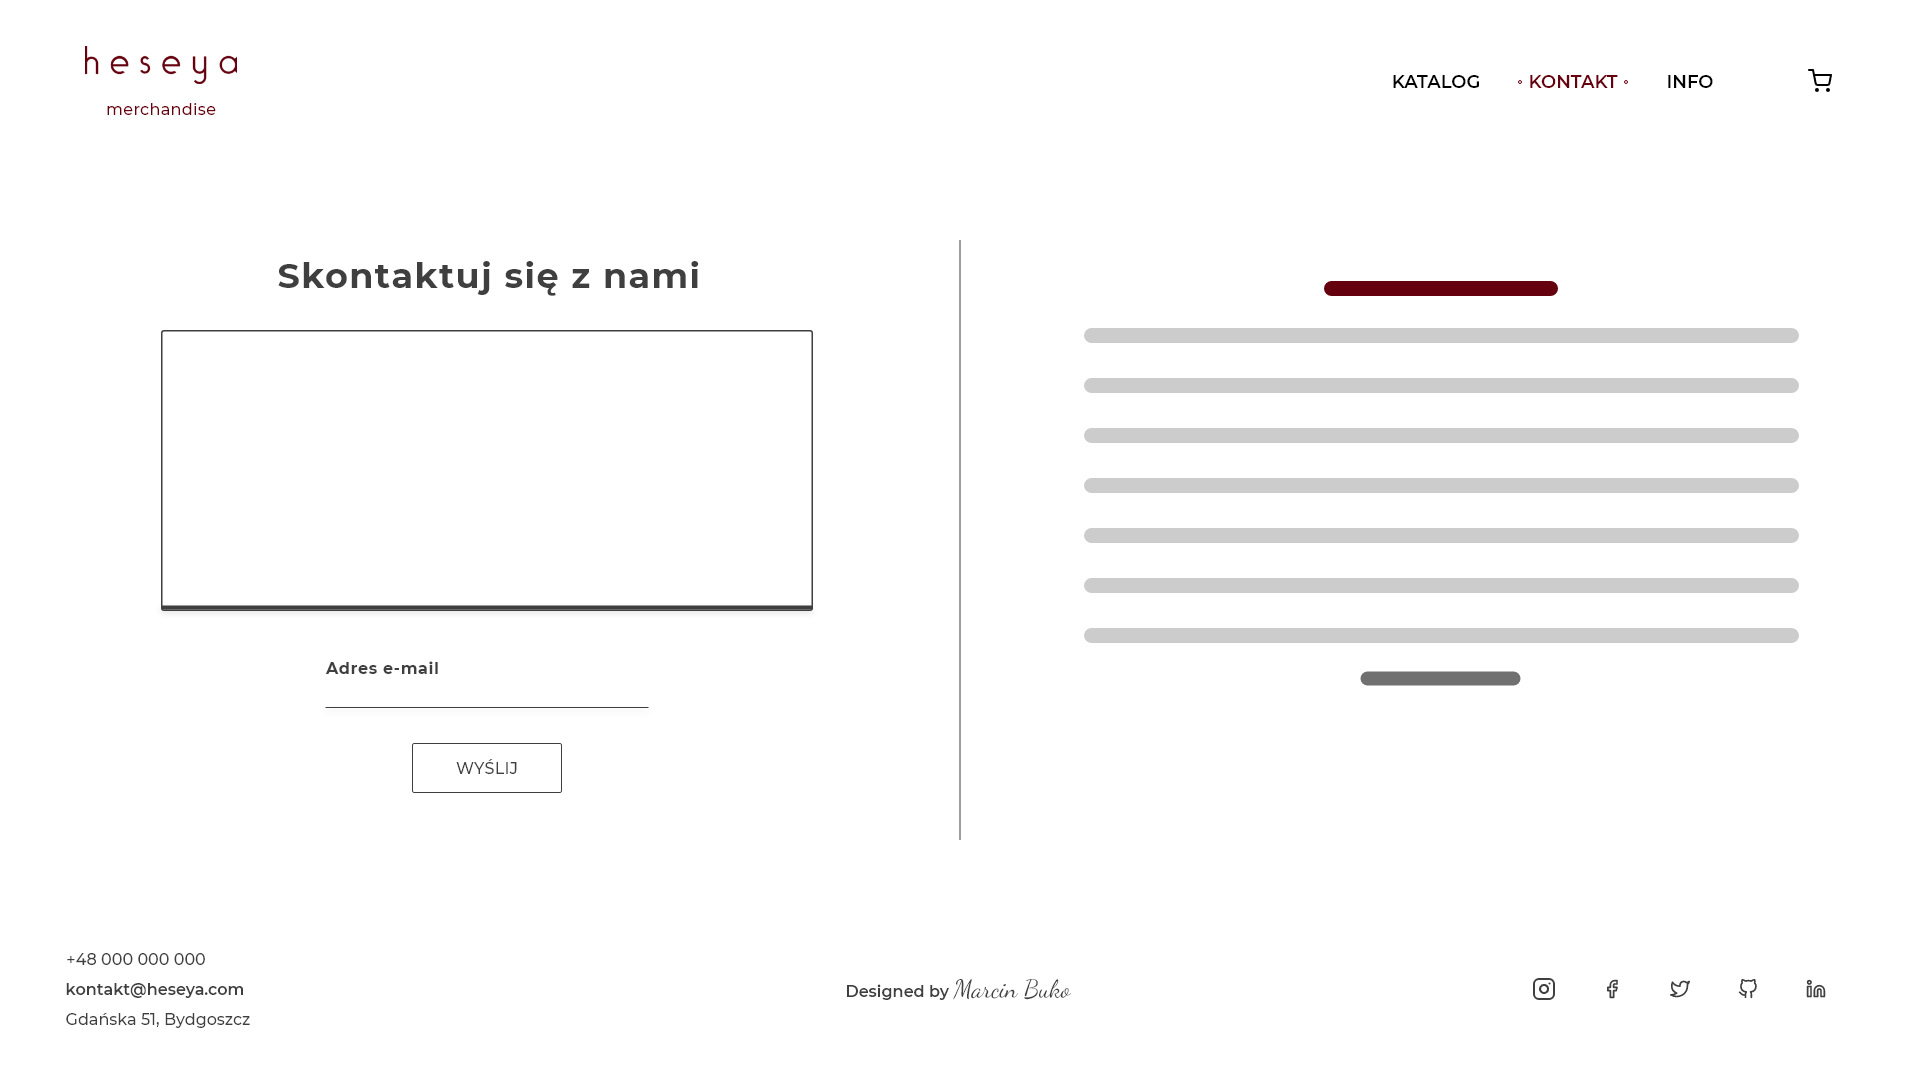 heseya
merchandise
KATALOG
KONTAKT
INFO
Skontaktuj się z nami
Adres e-mail
WYŚLIJ
+48 000 000 000
kontakt@heseya.com
Gdańska 51, Bydgoszcz
Designed by Marcin Buko